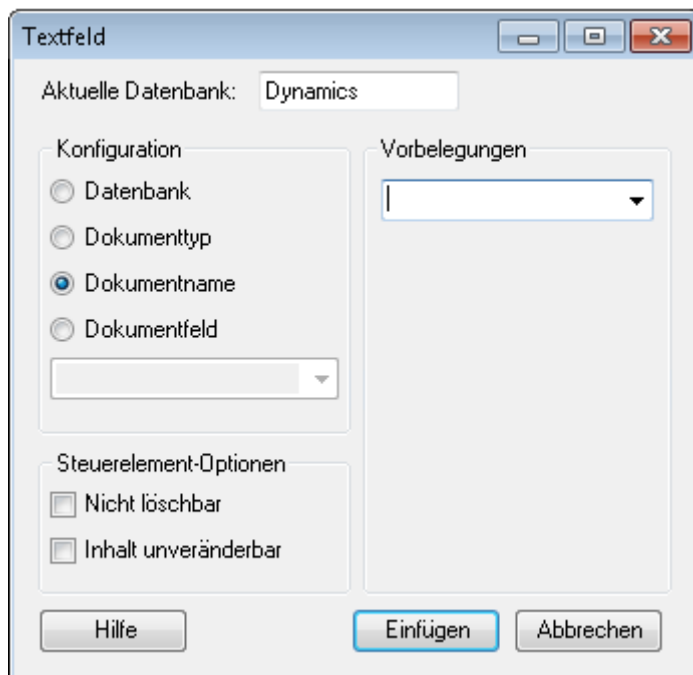 Textfeld
Aktuelle Datenbank: Dynamics
Konfiguration
Datenbank
Dokumenttyp
Dokumentname
Dokumentfeld
Steuerelement-Optionen
Nicht löschbar
Inhalt unveränderbar
Vorbelegungen
Hilfe
Einfügen
Abbrechen